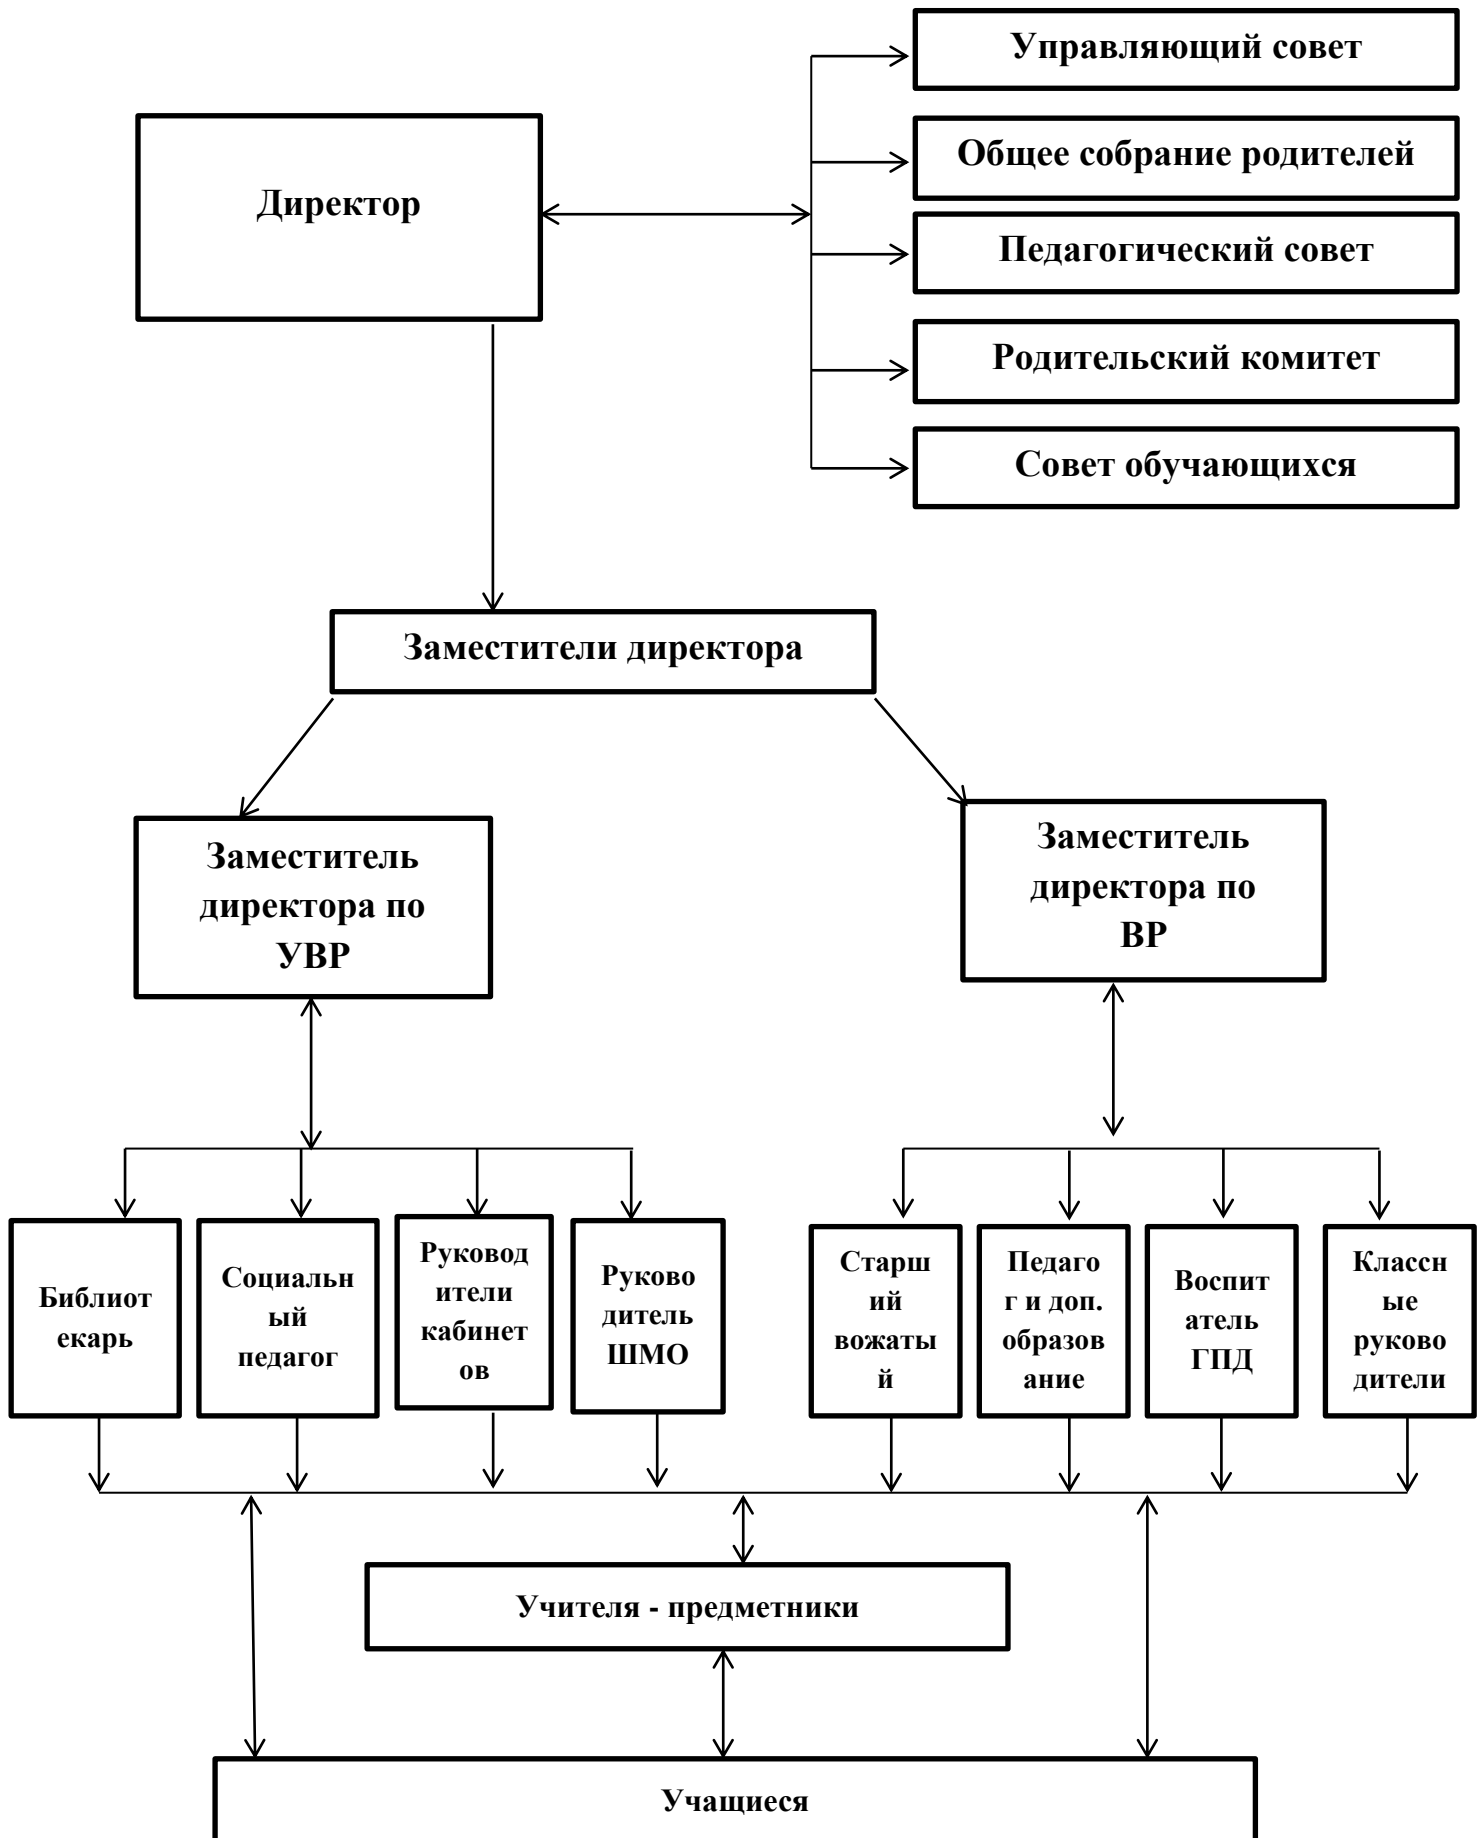 Управляющий совет
Общее собрание родителей
Директор
Педагогический совет
Родительский комитет
Совет обучающихся
Заместители директора
Заместитель
директора по
УВР
Заместитель
директора по
ВР
Библиот
екарь
Социальн
ый
педагог
Руковод
ители
кабинет
ов
Руково
дитель
ШМО
Старш
ий
вожаты
й
Педаго
г и доп.
образов
ание
Воспит
атель
ГПД
Классн
ые
руково
дители
Учителя - предметники
Учащиеся